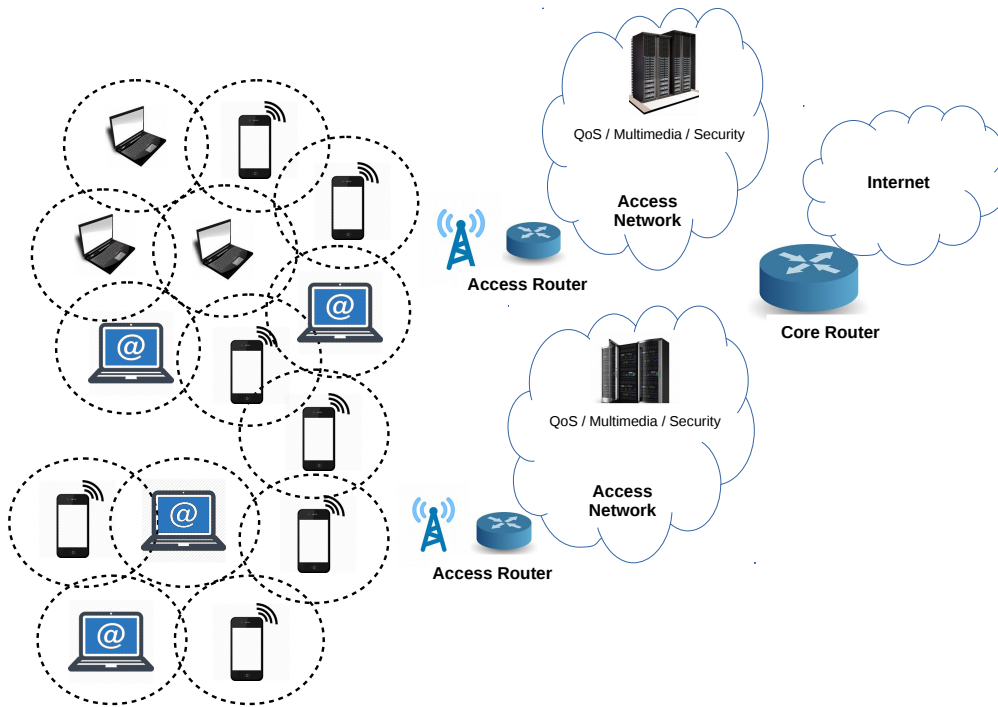 QoS / Multimedia / Security
Access
Network
Internet
Access Router
Core Router
@
@
QoS / Multimedia / Security
Access
Network
@
Access Router
@